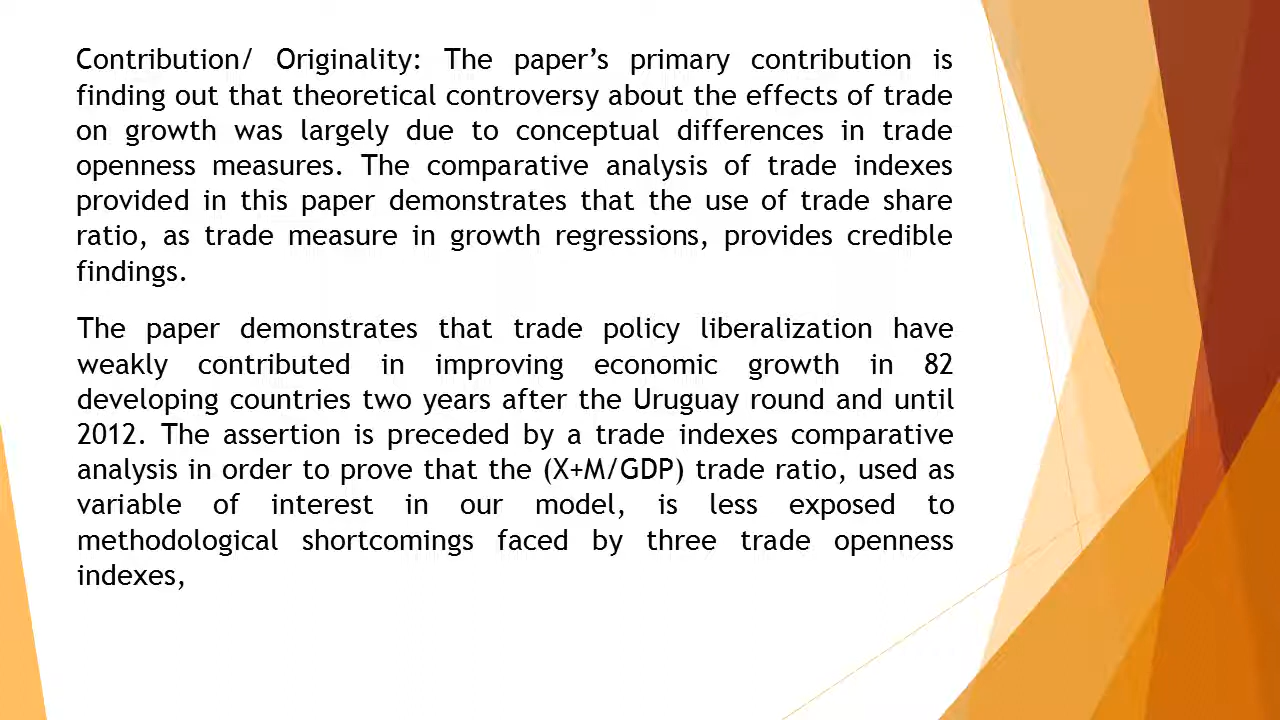 Contribution/ Originality: The paper’s primary contribution is
finding out that theoretical controversy about the effects of trade
on growth was largely due to conceptual differences in trade
openness measures. The comparative analysis of trade indexes
provided in this paper demonstrates that the use of trade share
ratio, as trade measure in growth regressions, provides credible
findings.
The paper demonstrates that trade policy liberalization have
weakly contributed in improving economic growth in 82
developing countries two years after the Uruguay round and until
2012. The assertion is preceded by a trade indexes comparative
analysis in order to prove that the (X+M/GDP) trade ratio, used as
variable of interest in our model, is less exposed to
methodological shortcomings faced by three trade openness
indexes,